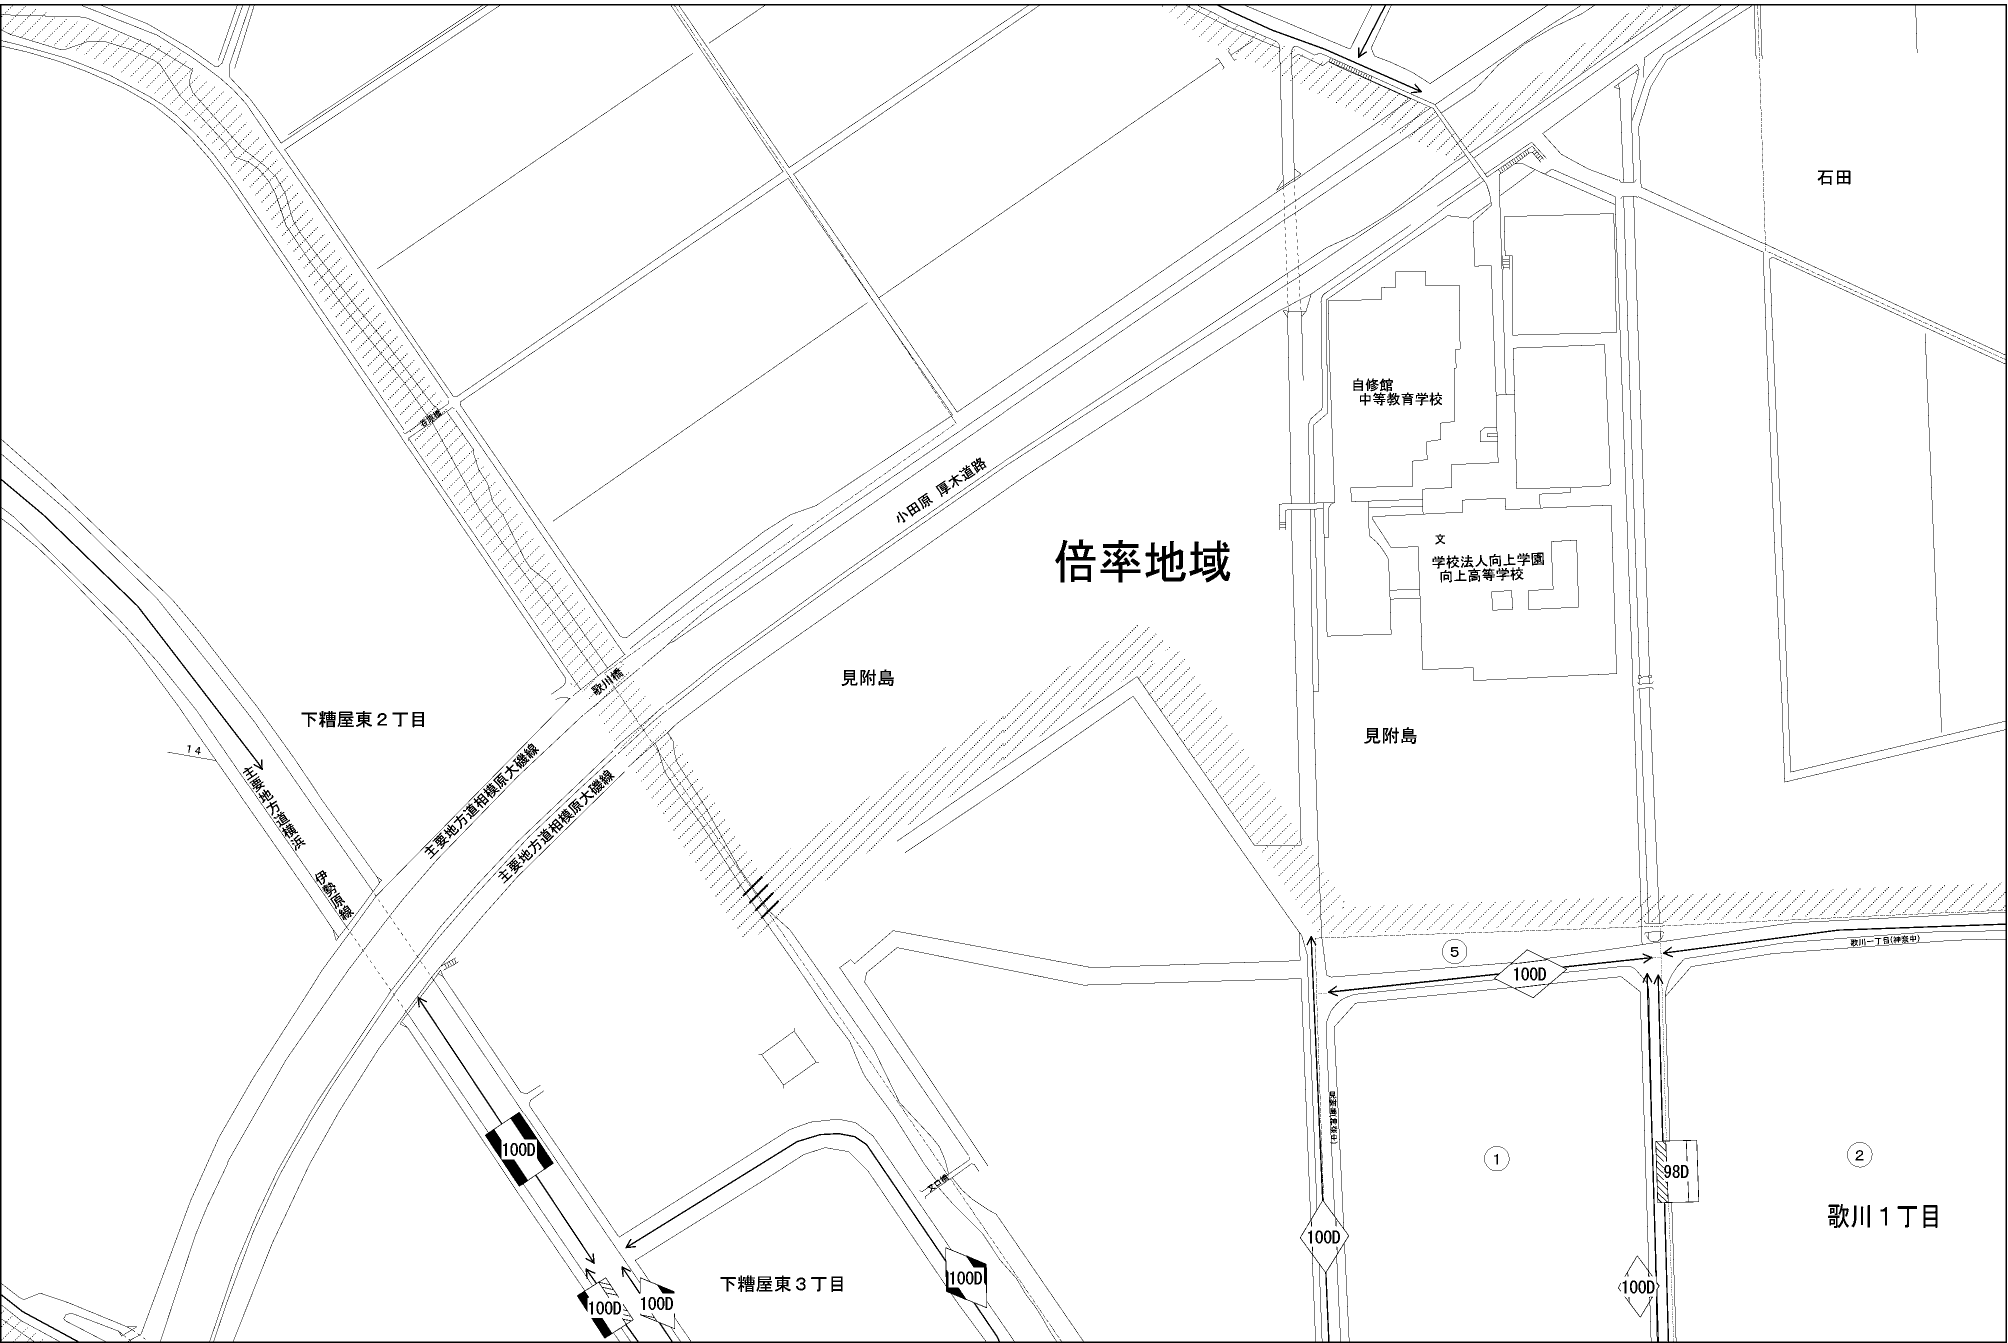 石田
自修館
中等教育学校
小田原 厚木道路
倍率地域
文
学校法人向上学園
向上高等学校
歌川橋
見附島
下糟屋東2丁目
見附島
14
主要地方道横浜
伊勢原線
主要地方道相模原大磯線
主要地方道相模原大磯線
歌川一丁目(神奈中)
5
100D
100D
1
2
98D
歌川1丁目
100D
100D
100D
100D
100D
下糟屋東3丁目